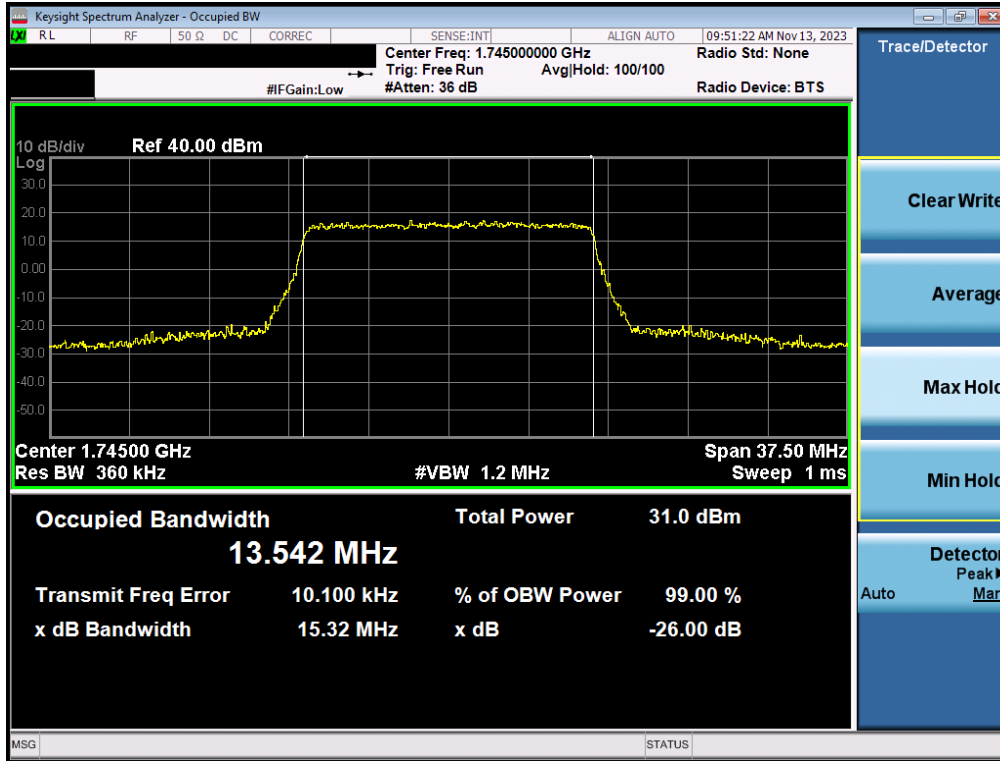 Keysight Spectrum Analyzer - Occupied BW
LXI RL RF 50 Ω DC CORREC SENSE:INT ALIGN AUTO 09:51:22 AM Nov 13, 2023
Center Freq: 1.745000000 GHz Radio Std: None
Trig: Free Run Avg|Hold: 100/100
#IFGain:Low #Atten: 36 dB Radio Device: BTS
10 dB/div Ref 40.00 dBm
Log
30.0
20.0
10.0
0.00
-10.0
-20.0
-30.0
-40.0
-50.0
Center 1.74500 GHz Span 37.50 MHz
Res BW 360 kHz #VBW 1.2 MHz Sweep 1 ms
Occupied Bandwidth Total Power 31.0 dBm
13.542 MHz
Transmit Freq Error 10.100 kHz % of OBW Power 99.00 %
x dB Bandwidth 15.32 MHz x dB -26.00 dB
MSG STATUS
Trace/Detector
Clear Write
Average
Max Hold
Min Hold
Detector
Peak
Auto Man